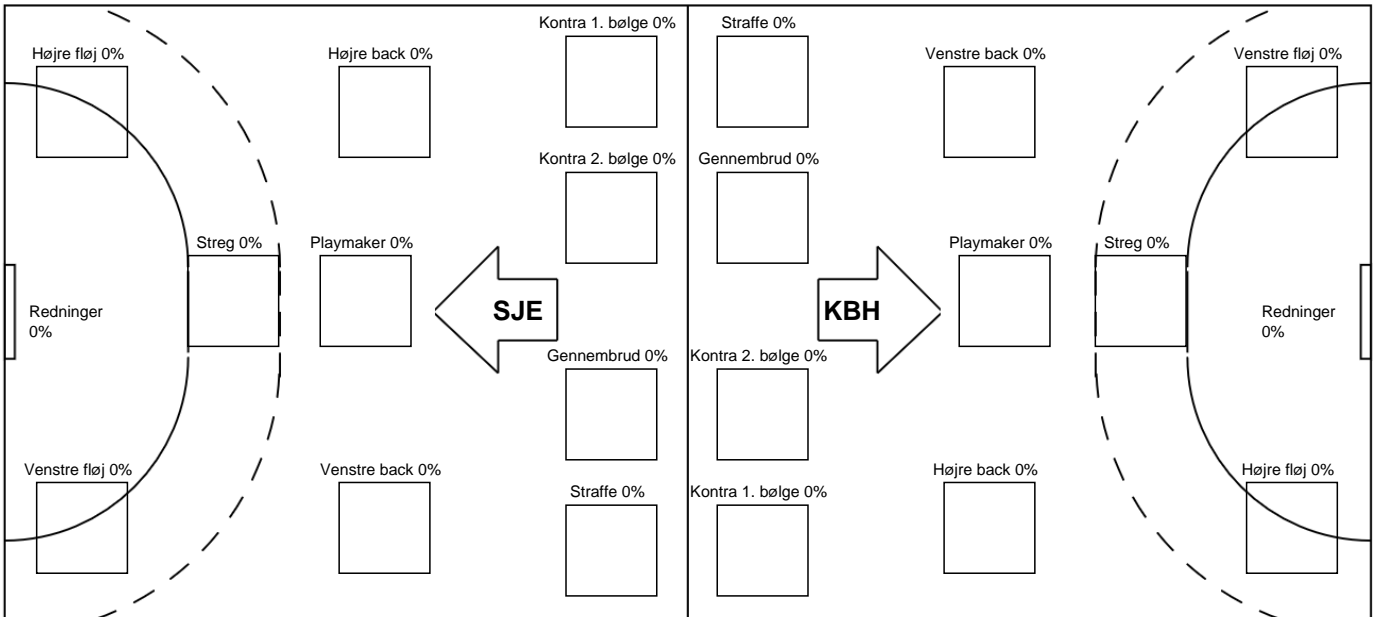 Kontra 1. bølge 0%
Straffe 0%
Højre fløj 0%
Højre back 0%
Venstre back 0%
Venstre fløj 0%
Kontra 2. bølge 0%
Gennembrud 0%
Streg 0%
Playmaker 0%
Playmaker 0%
Streg 0%
SJE
KBH
Redninger
0%
Redninger
0%
Gennembrud 0%
Kontra 2. bølge 0%
Venstre fløj 0%
Venstre back 0%
Højre back 0%
Højre fløj 0%
Straffe 0%
Kontra 1. bølge 0%